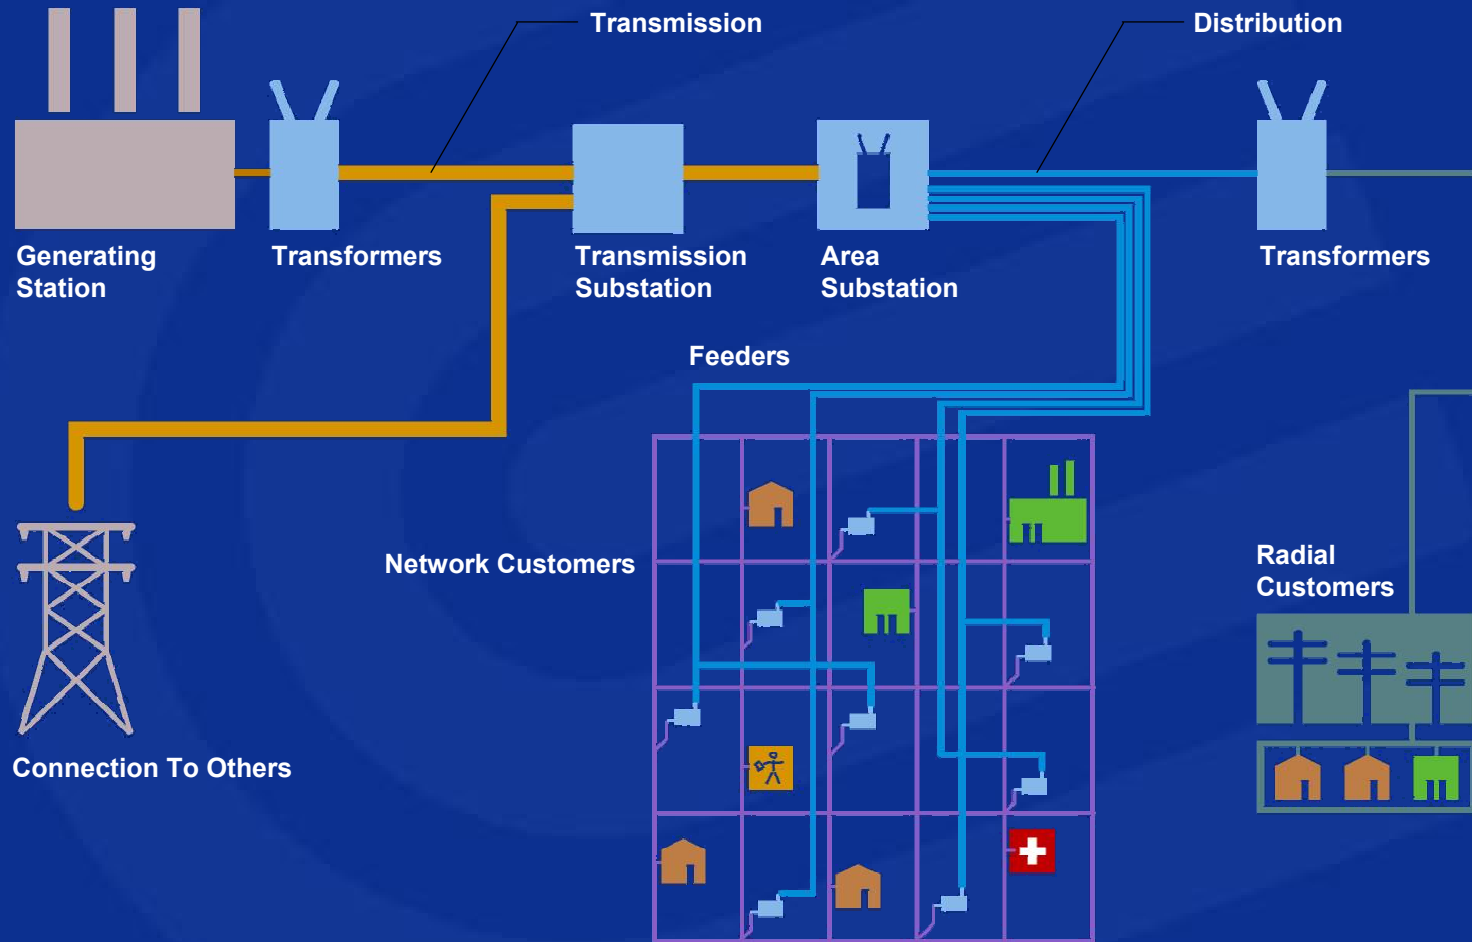 Transmission
Distribution
Generating
Station
Transformers
Transmission
Substation
Area
Substation
Transformers
Feeders
Network Customers
Radial
Customers
Connection To Others